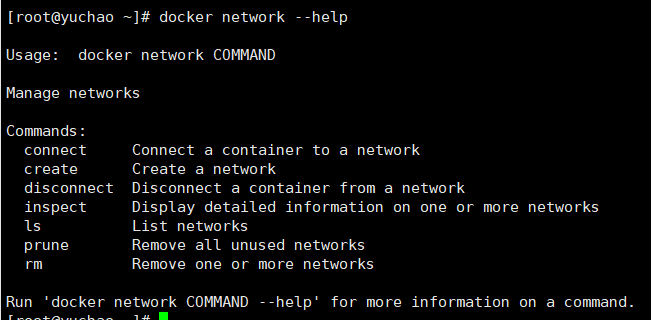 [root@yuchao ~]# docker network --help
Usage:  docker network COMMAND
Manage networks
Commands:
  connect     Connect a container to a network
  create      Create a network
  disconnect  Disconnect a container from a network
  inspect     Display detailed information on one or more networks
  ls          List networks
  prune       Remove all unused networks
  rm          Remove one or more networks
Run 'docker network COMMAND --help' for more information on a command.
[root@yuchao ~]#